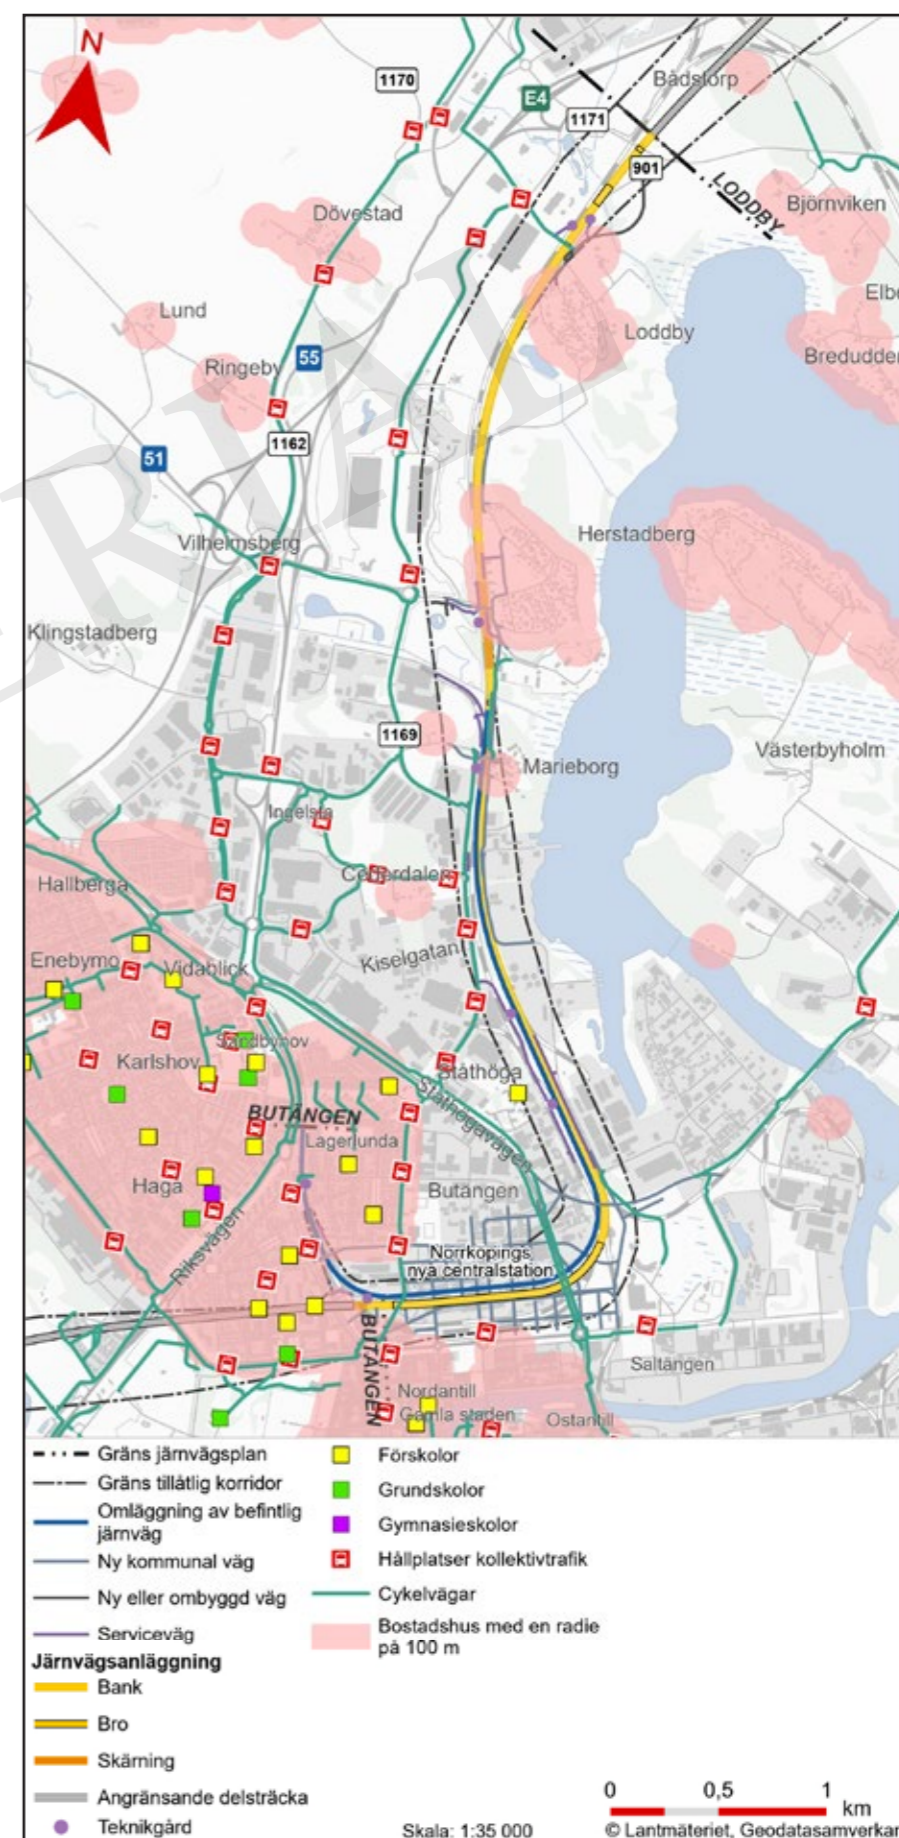 N
1170
Bådstorp
E4
1171
901
LODDBY
Björnviken
Dövestad
Lund
Loddby
Ringeby
55
1162
51
Herstadberg
Vilhelmsberg
Klingstadberg
1169
Marieborg
Västerbyholm
Ingelsta
Cederdalen
Hallberga
Kiselgatan
Enebymo
Vidablick
Sandbyhov
Karlshov
Ståthöga
BUTÄNGEN
Ståthögavägen
Lagerlunda
Haga
Butängen
Riksvägen
Norrköpings
nya centralstation
BUTÄNGEN
Saltängen
Nordantill
Gamla staden
Östantill
Gräns järnvägsplan
Gräns tillåtlig korridor
Omläggning av befintlig
järnväg
Ny kommunal väg
Ny eller ombyggd väg
Serviceväg
Förskolor
Grundskolor
Gymnasieskolor
Hållplatser kollektivtrafik
Cykelvägar
Bostadshus med en radie
på 100 m
Järnvägsanläggning
Bank
Bro
Skärning
Angränsande delsträcka
Teknikgård
Skala: 1:35 000
0 0,5 1
km
© Lantmäteriet, Geodatasamverkan